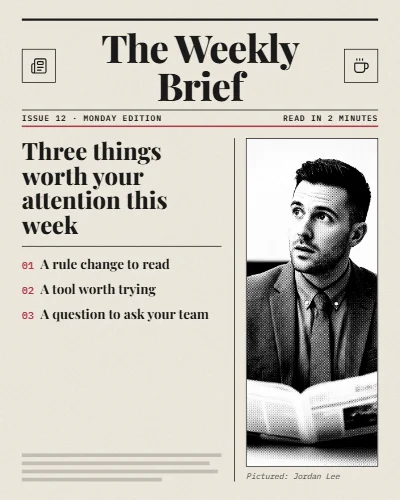 The Weekly
Brief
ISSUE 12 · MONDAY EDITION
READ IN 2 MINUTES
Three things
worth your
attention this
week
01 A rule change to read
02 A tool worth trying
03 A question to ask your team
Pictured: Jordan Lee